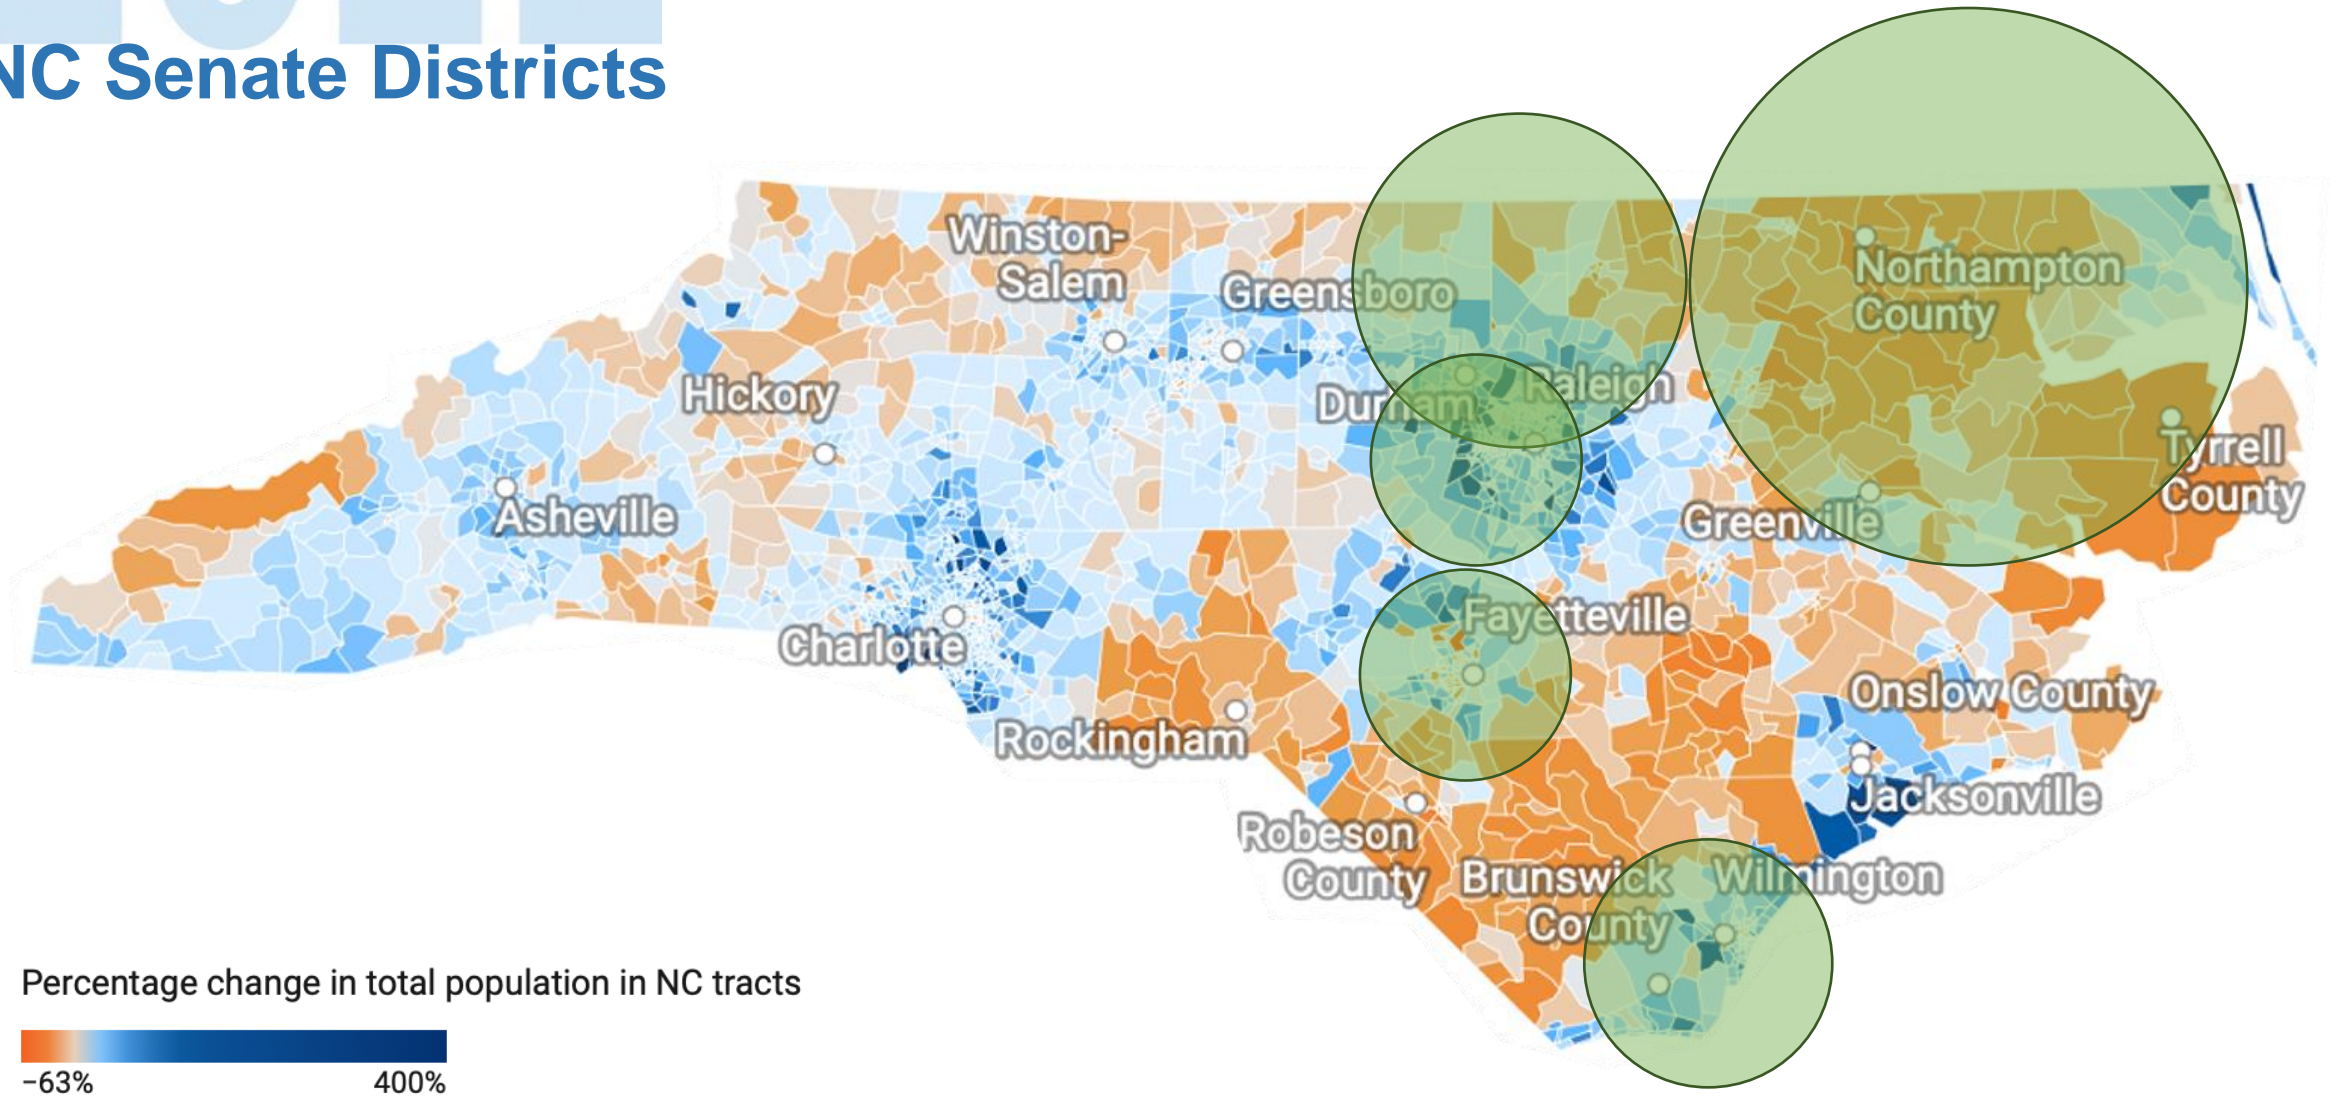 NC Senate Districts
Winston-
Salem
Greensboro
Northampton
County
Hickory
Durham
Raleigh
Tyrrell
County
Asheville
Greenville
Charlotte
Fayetteville
Rockingham
Onslow County
Jacksonville
Robeson
County
Brunswick
County
Wilmington
Percentage change in total population in NC tracts
−63%
400%